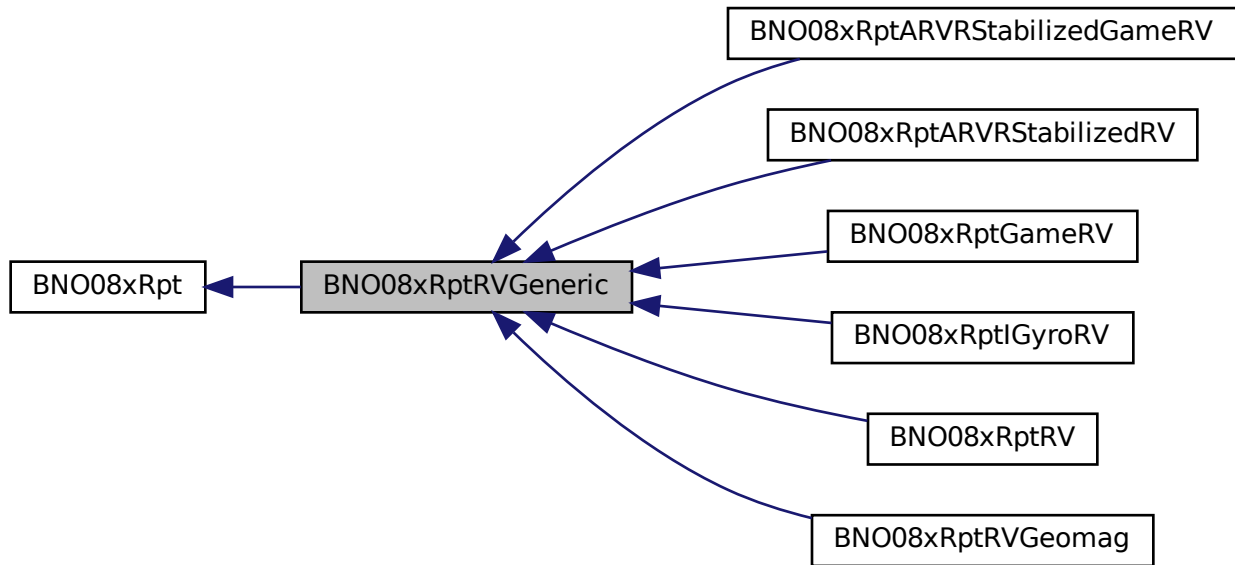 BNO08xRptARVRStabilizedGameRV
BNO08xRptARVRStabilizedRV
BNO08xRptGameRV
BNO08xRpt
BNO08xRptRVGeneric
BNO08xRptIGyroRV
BNO08xRptRV
BNO08xRptRVGeomag